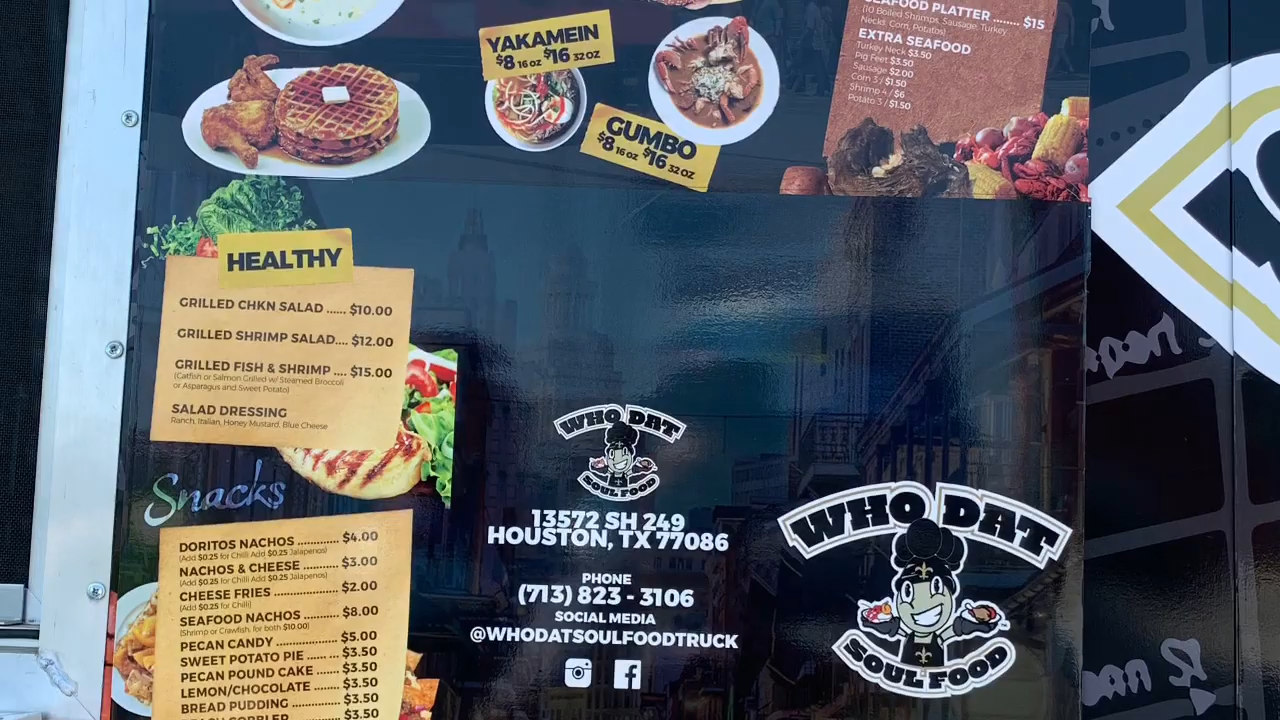 YAKAMEIN
$8 16 oz $16 32 OZ
GUMBO
$8 16 oz $16 32 OZ
SEAFOOD PLATTER ........ $15
(10 Boiled Shrimps, Sausage, Turkey
Necks, Corn, Potatos)
EXTRA SEAFOOD
Turkey Neck $3.50
Pig Feet $3.50
Sausage $2.00
Corn 3 / $1.50
Shrimp 4 / $6
Potato 3 / $1.50
HEALTHY
GRILLED CHKN SALAD ...... $10.00
GRILLED SHRIMP SALAD.... $12.00
GRILLED FISH & SHRIMP .... $15.00
(Catfish or Salmon Grilled w/ Steamed Broccoli
or Asparagus and Sweet Potato)
SALAD DRESSING
Ranch, Italian, Honey Mustard, Blue Cheese
Snacks
DORITOS NACHOS ............. $4.00
(Add $0.25 for Chilli Add $0.25 Jalapenos)
NACHOS & CHEESE ............ $3.00
(Add $0.25 for Chilli Add $0.25 Jalapenos)
CHEESE FRIES .................... $2.00
(Add $0.25 for Chilli)
SEAFOOD NACHOS ............ $8.00
(Shrimp or Crawfish, for both $10.00)
PECAN CANDY ................... $5.00
SWEET POTATO PIE ...... ... $3.50
PECAN POUND CAKE ........ $3.50
LEMON/CHOCOLATE ......... $3.50
BREAD PUDDING ............... $3.50
PEACH COBBLER ............... $3.50
WHO DAT
SOUL FOOD
13572 SH 249
HOUSTON, TX 77086
PHONE
(713) 823 - 3106
SOCIAL MEDIA
@WHODATSOULFOODTRUCK
WHO DAT
SOUL FOOD